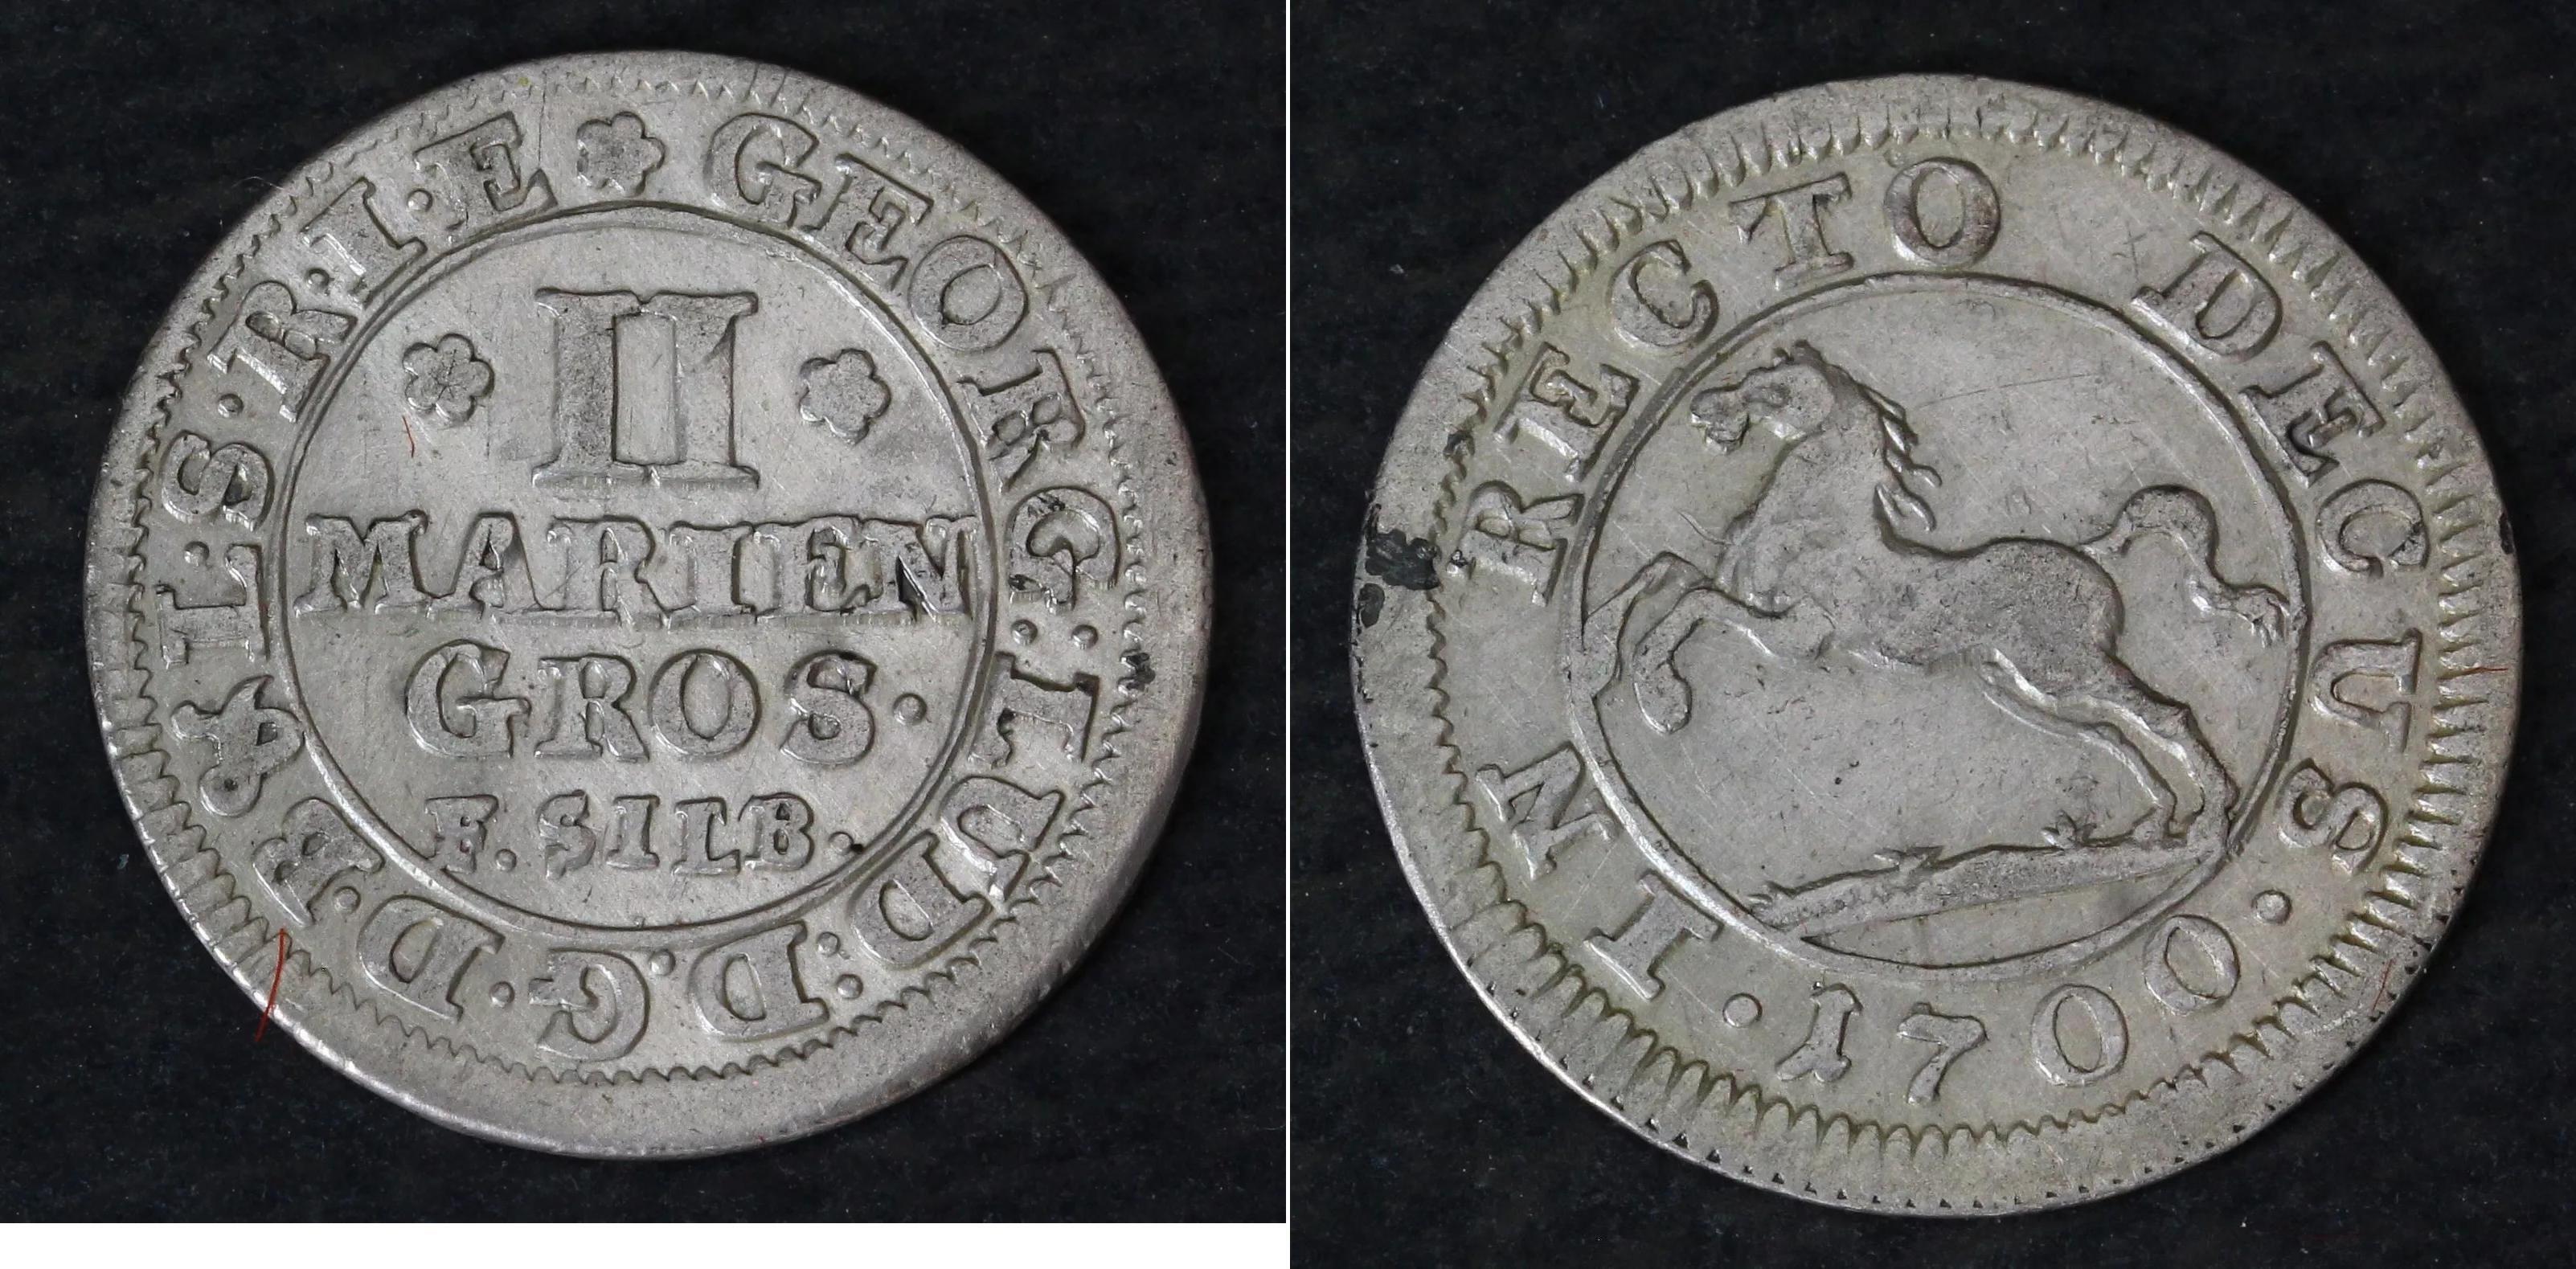 GEORG: LUD: D.G. D.B. & L: S.R.I.E
II
MARIEN
GROS.
F. SILB.
IN RECTO DECUS.
1700.